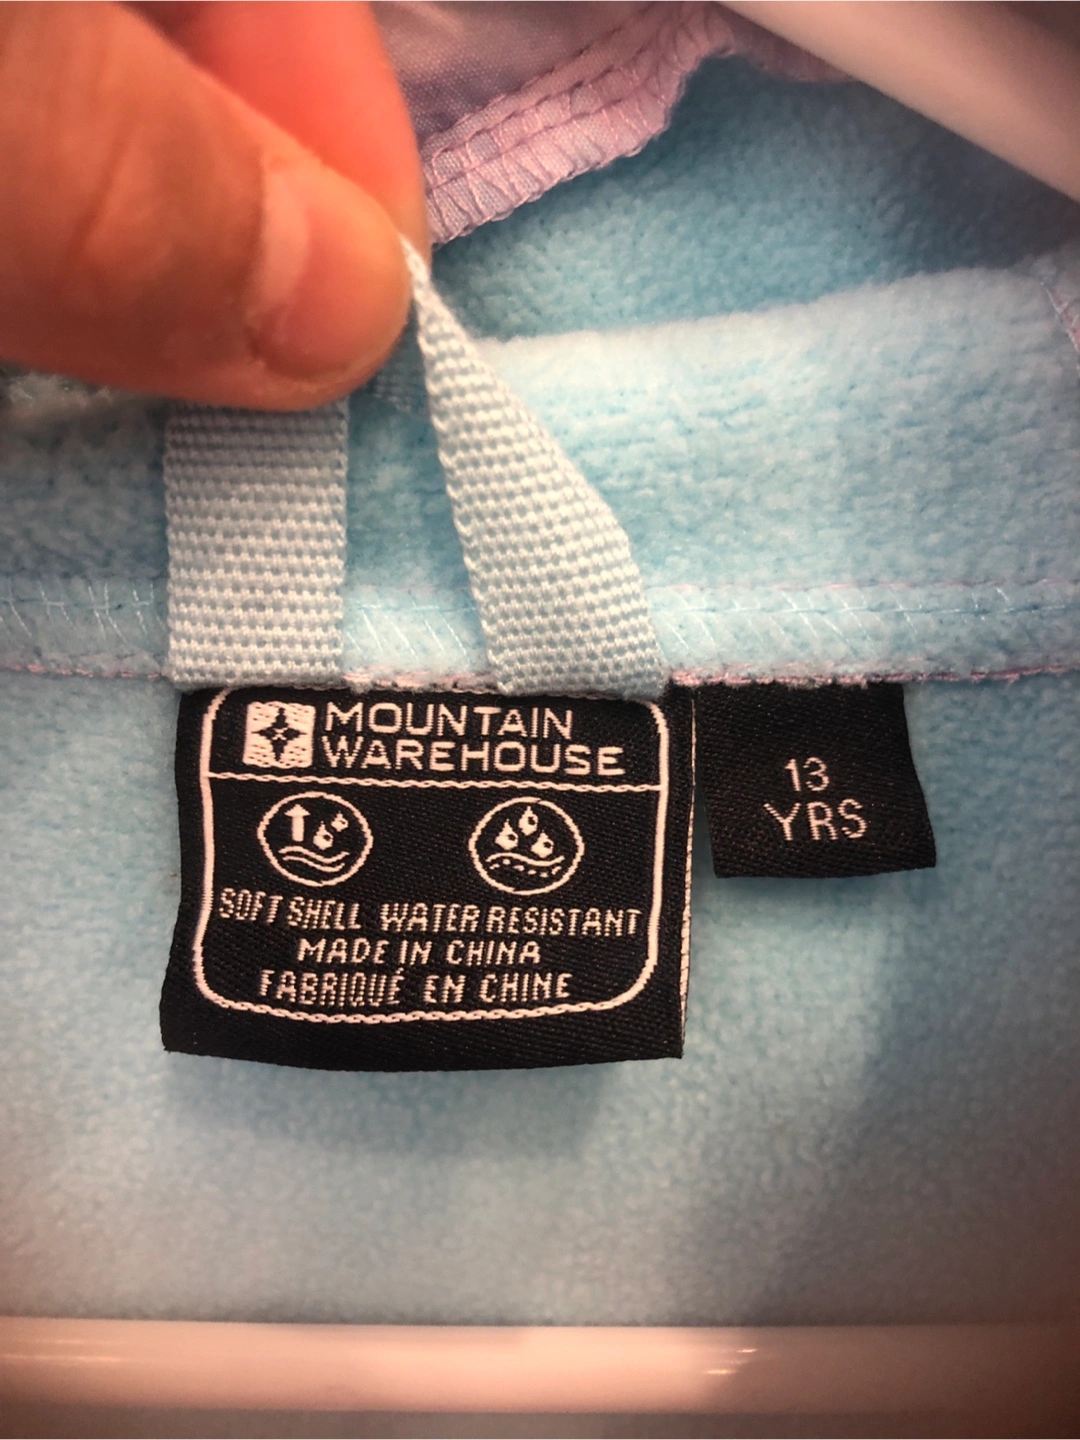 MOUNTAIN
WAREHOUSE
SOFT SHELL WATER RESISTANT
MADE IN CHINA
FABRIQUÉ EN CHINE
13
YRS